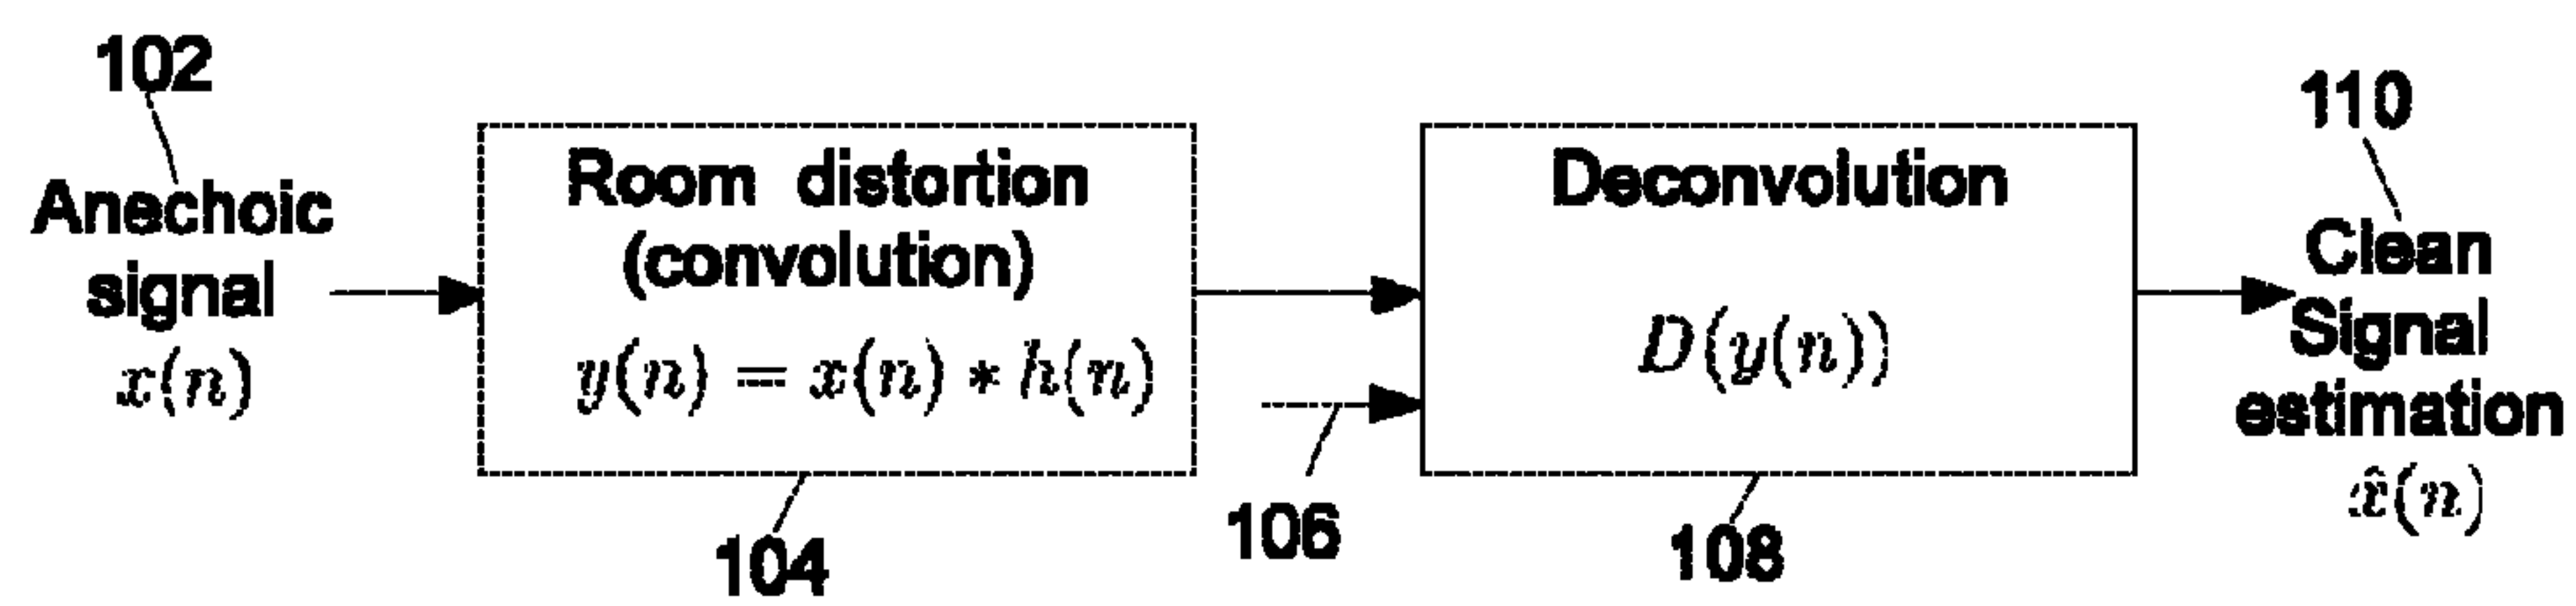 102
Anechoic
signal
x(n)
Room distortion
(convolution)
y(n) = x(n) * h(n)
104
106
Deconvolution
D(y(n))
108
110
Clean
Signal
estimation
x̂(n)